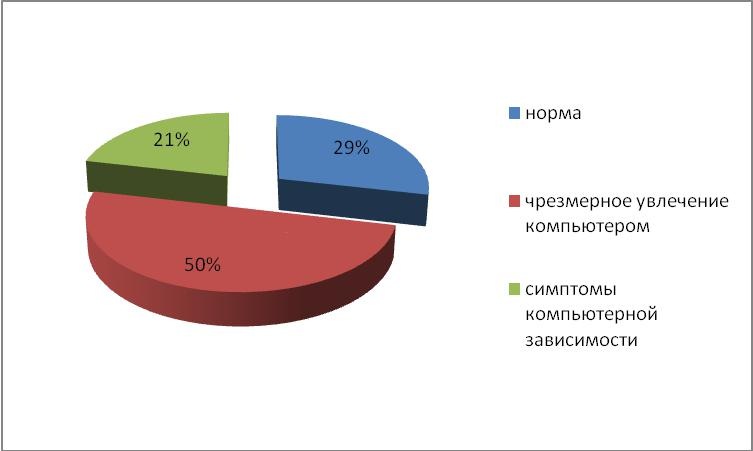 21%
29%
50%
норма
чрезмерное увлечение
компьютером
симптомы
компьютерной
зависимости